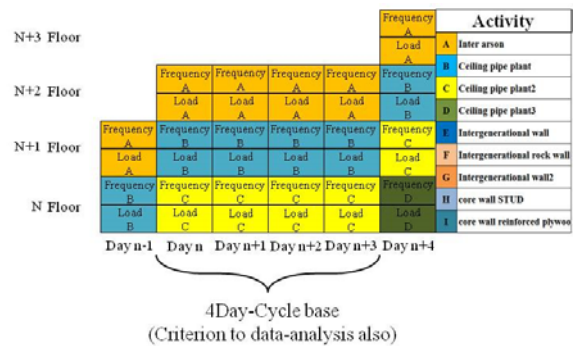 N+3 Floor
N+2 Floor
N+1 Floor
N Floor
Frequency
A
Load
A
Frequency Frequency Frequency Frequency Frequency
A A A A B
Load Load Load Load Load
A A A A B
Frequency Frequency Frequency Frequency Frequency Frequency
A B B B B C
Load Load Load Load Load Load
A B B B B C
Frequency Frequency Frequency Frequency Frequency Frequency
B C C C C D
Load Load Load Load Load Load
B C C C C D
Day n-1 Day n Day n+1 Day n+2 Day n+3 Day n+4
4Day-Cycle base
(Criterion to data-analysis also)
Activity
A Inter arson
B Ceiling pipe plant
C Ceiling pipe plant2
D Ceiling pipe plant3
E Intergenerational wall
F Intergenerational rock wall
G Intergenerational wall2
H core wall STUD
I core wall reinforced plywoo